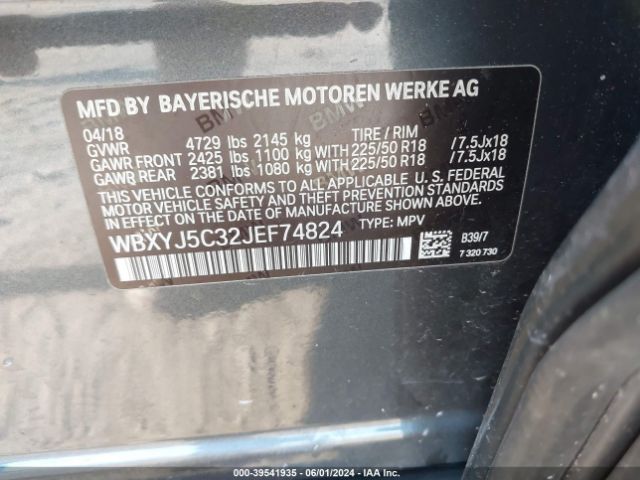 MFD BY BAYERISCHE MOTOREN WERKE AG
04/18
GVWR 4729 lbs 2145 kg TIRE / RIM
GAWR FRONT 2425 lbs 1100 kg WITH 225/50 R18 /7.5Jx18
GAWR REAR 2381 lbs 1080 kg WITH 225/50 R18 /7.5Jx18
THIS VEHICLE CONFORMS TO ALL APPLICABLE U. S. FEDERAL
MOTOR VEHICLE SAFETY, BUMPER AND THEFT PREVENTION
STANDARDS IN EFFECT ON THE DATE OF MANUFACTURE SHOWN
ABOVE.
WBXYJ5C32JEF74824 TYPE: MPV
B39/7
7 320 730
000-39541935 - 06/01/2024 - IAA Inc.